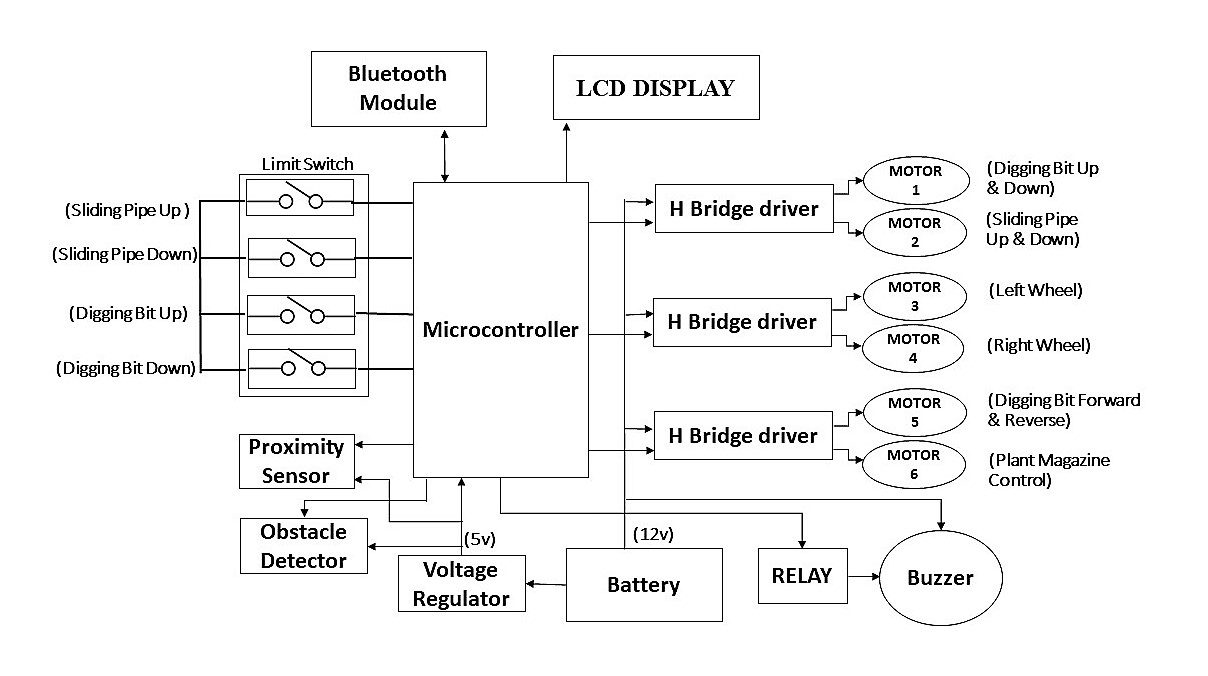 Bluetooth
Module
LCD DISPLAY
Limit Switch
(Sliding Pipe Up )
(Sliding Pipe Down)
(Digging Bit Up)
(Digging Bit Down)
Microcontroller
H Bridge driver
MOTOR
1
(Digging Bit Up
& Down)
MOTOR
2
(Sliding Pipe
Up & Down)
H Bridge driver
MOTOR
3
(Left Wheel)
MOTOR
4
(Right Wheel)
H Bridge driver
MOTOR
5
(Digging Bit Forward
& Reverse)
MOTOR
6
(Plant Magazine
Control)
Proximity
Sensor
Obstacle
Detector
(5v)
Voltage
Regulator
(12v)
Battery
RELAY
Buzzer